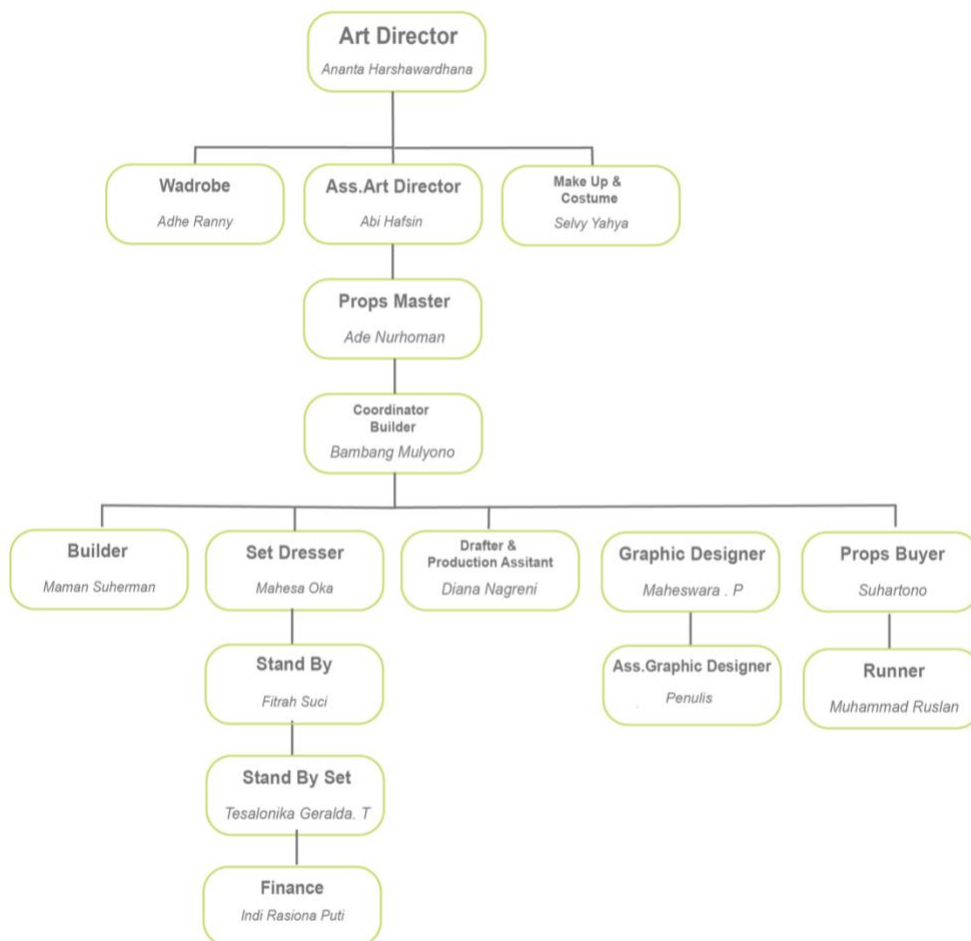 Art Director
Ananta Harshawardhana
Wadrobe
Adhe Ranny
Ass.Art Director
Abi Hafsin
Make Up &
Costume
Selvy Yahya
Props Master
Ade Nurhoman
Coordinator
Builder
Bambang Mulyono
Builder
Maman Suherman
Set Dresser
Mahesa Oka
Drafter &
Production Assitant
Diana Nagreni
Graphic Designer
Maheswara . P
Props Buyer
Suhartono
Stand By
Fitrah Suci
Ass.Graphic Designer
Penulis
Runner
Muhammad Ruslan
Stand By Set
Tesalonika Geralda. T
Finance
Indi Rasiona Puti